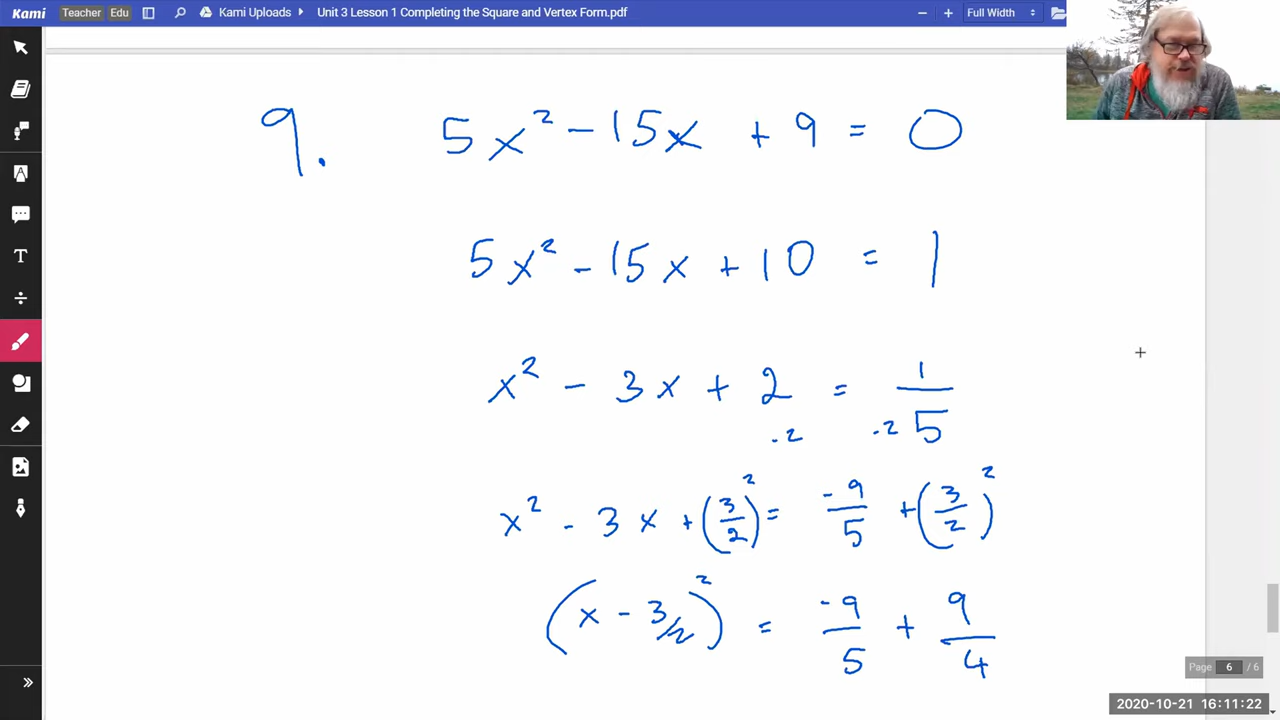 Kami Teacher Edu Kami Uploads Unit 3 Lesson 1 Completing the Square and Vertex Form.pdf − + Full Width
9. 5x² - 15x + 9 = 0
5x² - 15x + 10 = 1
x² - 3x + 2 = 1/5
-2 -2
x² - 3x + (3/2)² = -9/5 + (3/2)²
(x - 3/2)² = -9/5 + 9/4
T
Page 6 / 6
2020-10-21 16:11:22